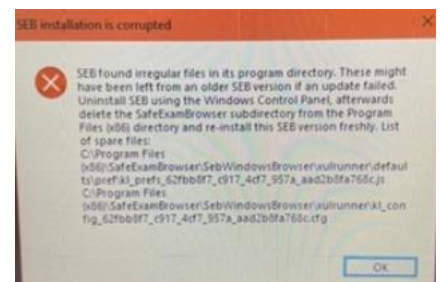 SEB installation is corrupted
SEB found irregular files in its program directory. These might
have been left from an older SEB version if an update failed.
Uninstall SEB using the Windows Control Panel, afterwards
delete the SafeExamBrowser subdirectory from the Program
Files (x86) directory and re-install this SEB version freshly. List
of spare files:
C:\Program Files
(x86)\SafeExamBrowser\SebWindowsBrowser\xulrunner\defaul
ts\pref\kl_prefs_62fbb8f7_c917_4cf7_957a_aad2b8fa768c.js
C:\Program Files
(x86)\SafeExamBrowser\SebWindowsBrowser\xulrunner\kl_con
fig_62fbb8f7_c917_4cf7_957a_aad2b8fa768c.cfg
OK